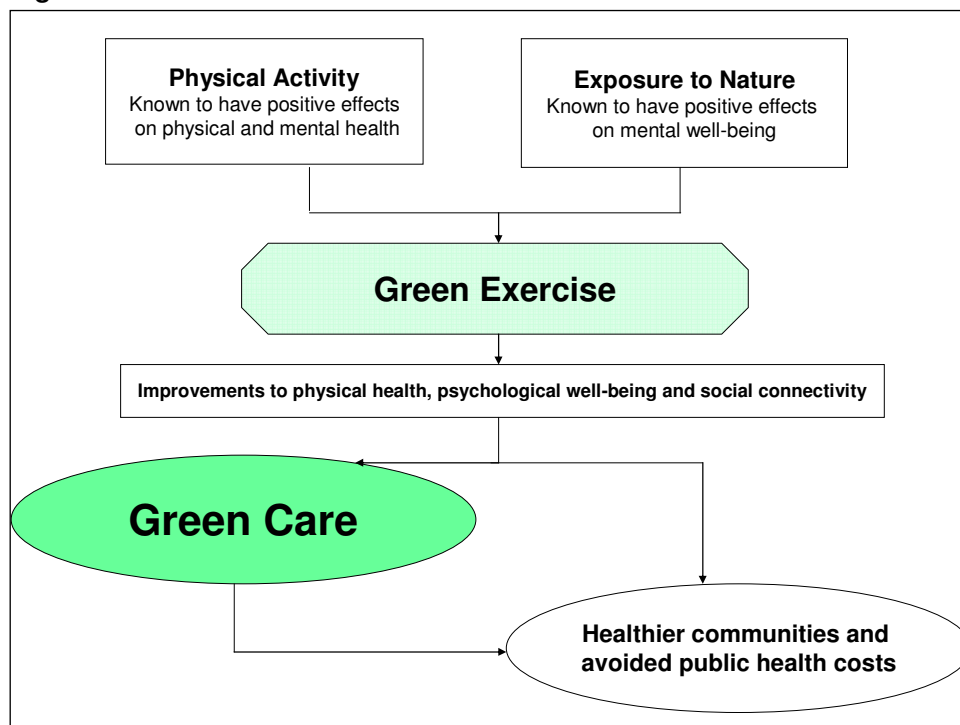 Physical Activity
Known to have positive effects
on physical and mental health
Exposure to Nature
Known to have positive effects
on mental well-being
Green Exercise
Improvements to physical health, psychological well-being and social connectivity
Green Care
Healthier communities and
avoided public health costs